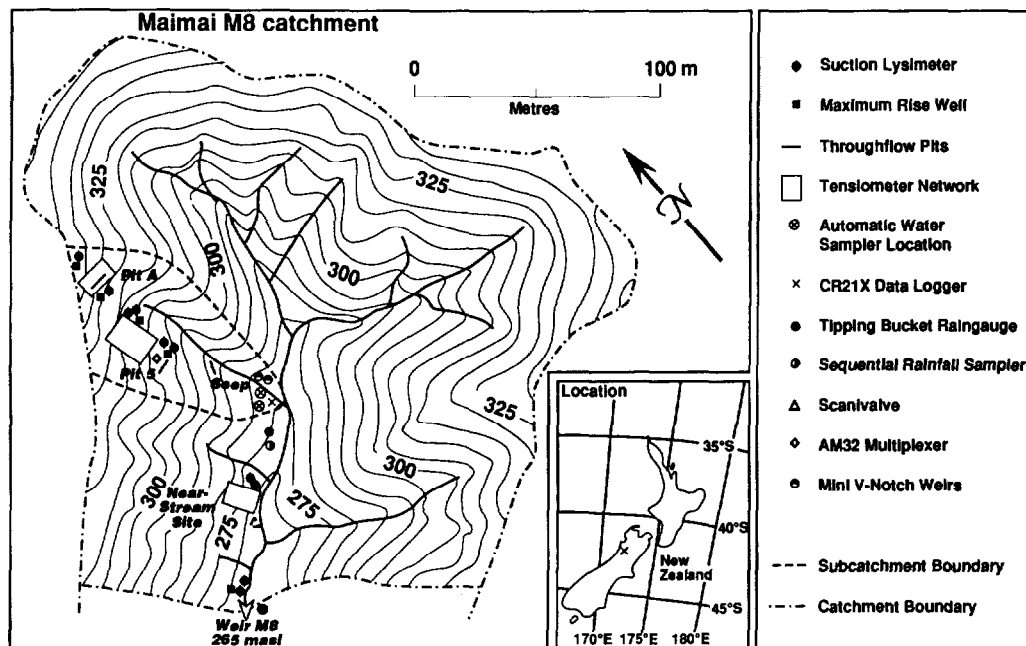 Maimai M8 catchment
0
100 m
Metres
N
325
325
300
300
Pit A
Pit 5
Seep
325
300
300
275
275
Near-
Stream
Site
Weir M8
265 masl
Location
35°S
40°S
45°S
New
Zealand
170°E
175°E
180°E
Suction Lysimeter
Maximum Rise Well
Throughflow Pits
Tensiometer Network
Automatic Water
Sampler Location
CR21X Data Logger
Tipping Bucket Raingauge
Sequential Rainfall Sampler
Scanivalve
AM32 Multiplexer
Mini V-Notch Weirs
Subcatchment Boundary
Catchment Boundary